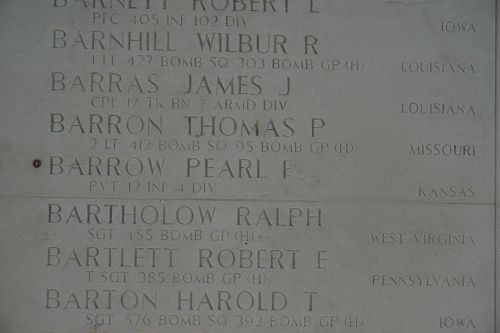 BARNETT ROBERT L
PFC 405 INF 102 DIV IOWA
BARNHILL WILBUR R
1 LT 427 BOMB SQ 303 BOMB GP (H) LOUISIANA
BARRAS JAMES J
CPL 17 TK BN 7 ARMD DIV LOUISIANA
BARRON THOMAS P
2 LT 412 BOMB SQ 95 BOMB GP (H) MISSOURI
BARROW PEARL E
PVT 12 INF 4 DIV KANSAS
BARTHOLOW RALPH
SGT 455 BOMB GP (H) WEST VIRGINIA
BARTLETT ROBERT E
T SGT 385 BOMB GP (H) PENNSYLVANIA
BARTON HAROLD T
SGT 576 BOMB SQ 392 BOMB GP (H) IOWA